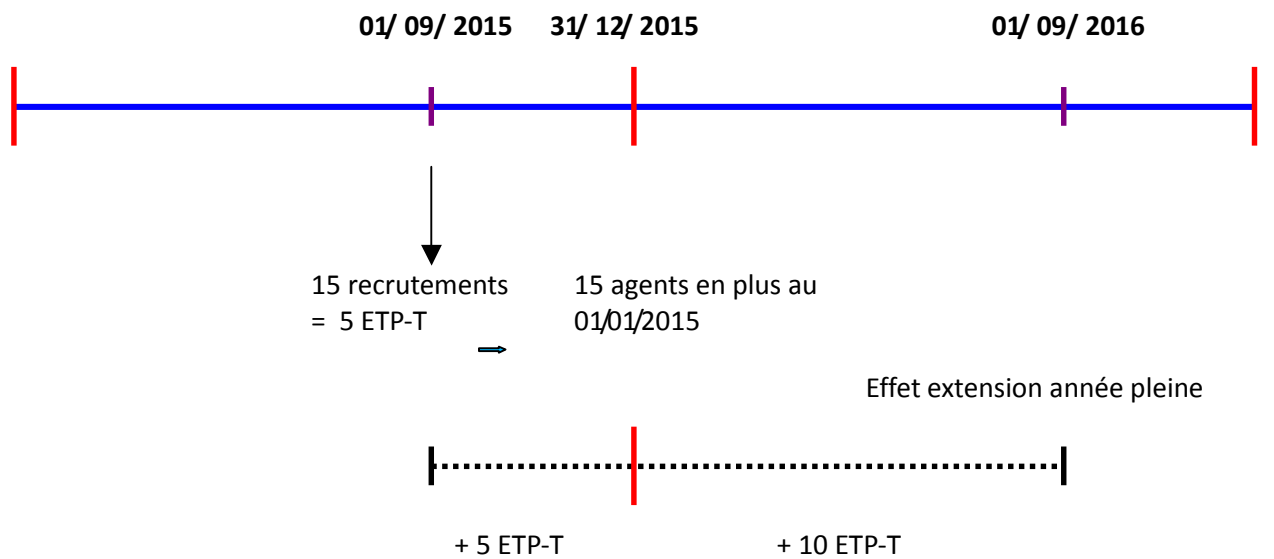 01/ 09/ 2015 31/ 12/ 2015 01/ 09/ 2016
15 recrutements
= 5 ETP-T
15 agents en plus au
01/01/2015
Effet extension année pleine
+ 5 ETP-T + 10 ETP-T